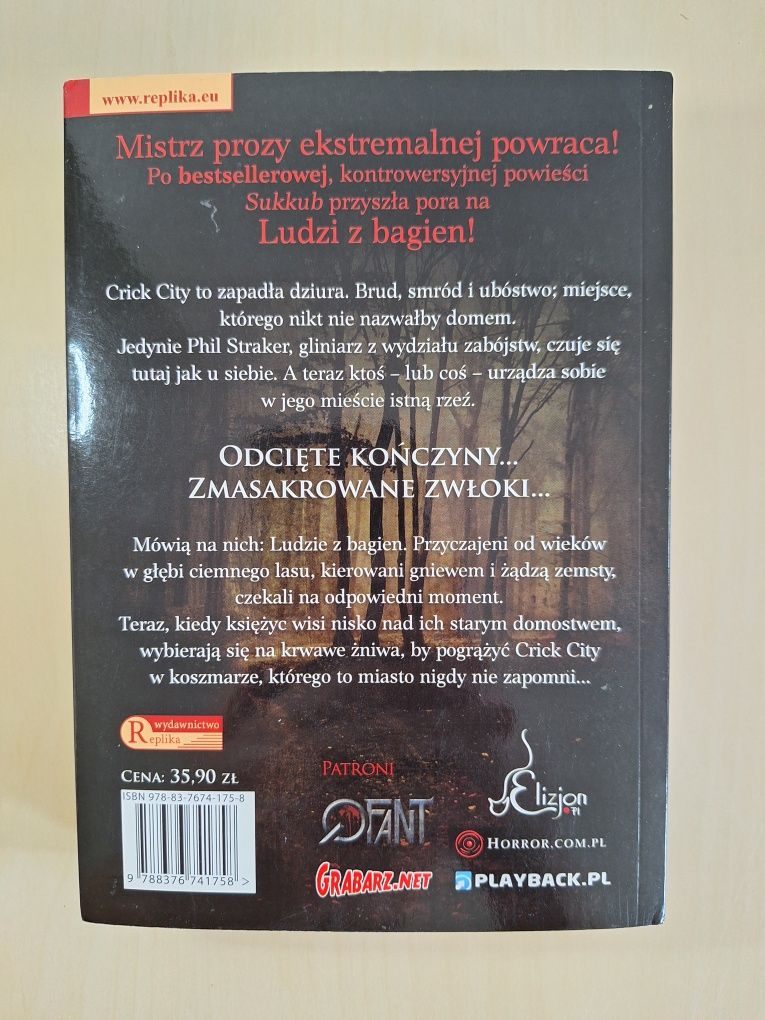 www.replika.eu
Mistrz prozy ekstremalnej powraca!
Po bestsellerowej, kontrowersyjnej powieści
Sukkub przyszła pora na
Ludzi z bagien!
Crick City to zapadła dziura. Brud, smród i ubóstwo; miejsce,
którego nikt nie nazwałby domem.
Jedynie Phil Straker, gliniarz z wydziału zabójstw, czuje się
tutaj jak u siebie. A teraz ktoś – lub coś – urządza sobie
w jego mieście istną rzeź.
ODCIĘTE KOŃCZYNY...
ZMASAKROWANE ZWŁOKI...
Mówią na nich: Ludzie z bagien. Przyczajeni od wieków
w głębi ciemnego lasu, kierowani gniewem i żądzą zemsty,
czekali na odpowiedni moment.
Teraz, kiedy księżyc wisi nisko nad ich starym domostwem,
wybierają się na krwawe żniwa, by pogrążyć Crick City
w koszmarze, którego to miasto nigdy nie zapomni...
wydawnictwo
Replika
CENA: 35,90 ZŁ
ISBN 978-83-7674-175-8
9 788376 741758 >
PATRONI
QFANT
Elizjon.PI
HORROR.COM.PL
GRABARZ.NET
PLAYBACK.PL